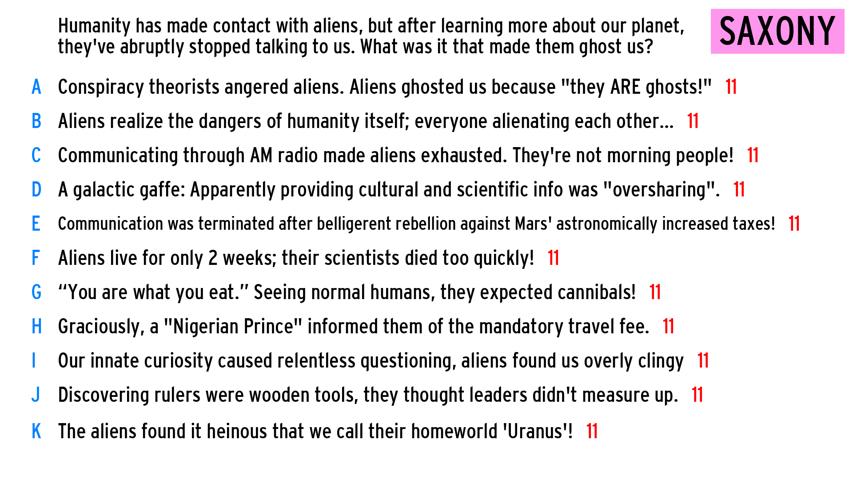 Humanity has made contact with aliens, but after learning more about our planet,
they've abruptly stopped talking to us. What was it that made them ghost us?
SAXONY
A Conspiracy theorists angered aliens. Aliens ghosted us because "they ARE ghosts!" 11
B Aliens realize the dangers of humanity itself; everyone alienating each other... 11
C Communicating through AM radio made aliens exhausted. They're not morning people! 11
D A galactic gaffe: Apparently providing cultural and scientific info was "oversharing". 11
E Communication was terminated after belligerent rebellion against Mars' astronomically increased taxes! 11
F Aliens live for only 2 weeks; their scientists died too quickly! 11
G “You are what you eat.” Seeing normal humans, they expected cannibals! 11
H Graciously, a "Nigerian Prince" informed them of the mandatory travel fee. 11
I Our innate curiosity caused relentless questioning, aliens found us overly clingy 11
J Discovering rulers were wooden tools, they thought leaders didn't measure up. 11
K The aliens found it heinous that we call their homeworld 'Uranus'! 11